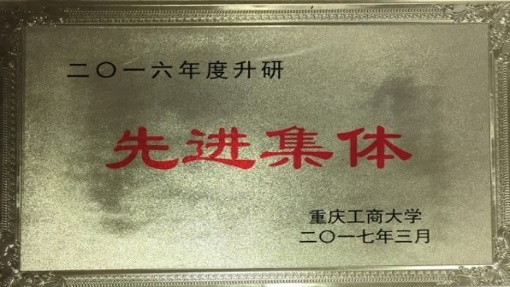 二〇一六年度升研
先进集体
重庆工商大学
二〇一七年三月